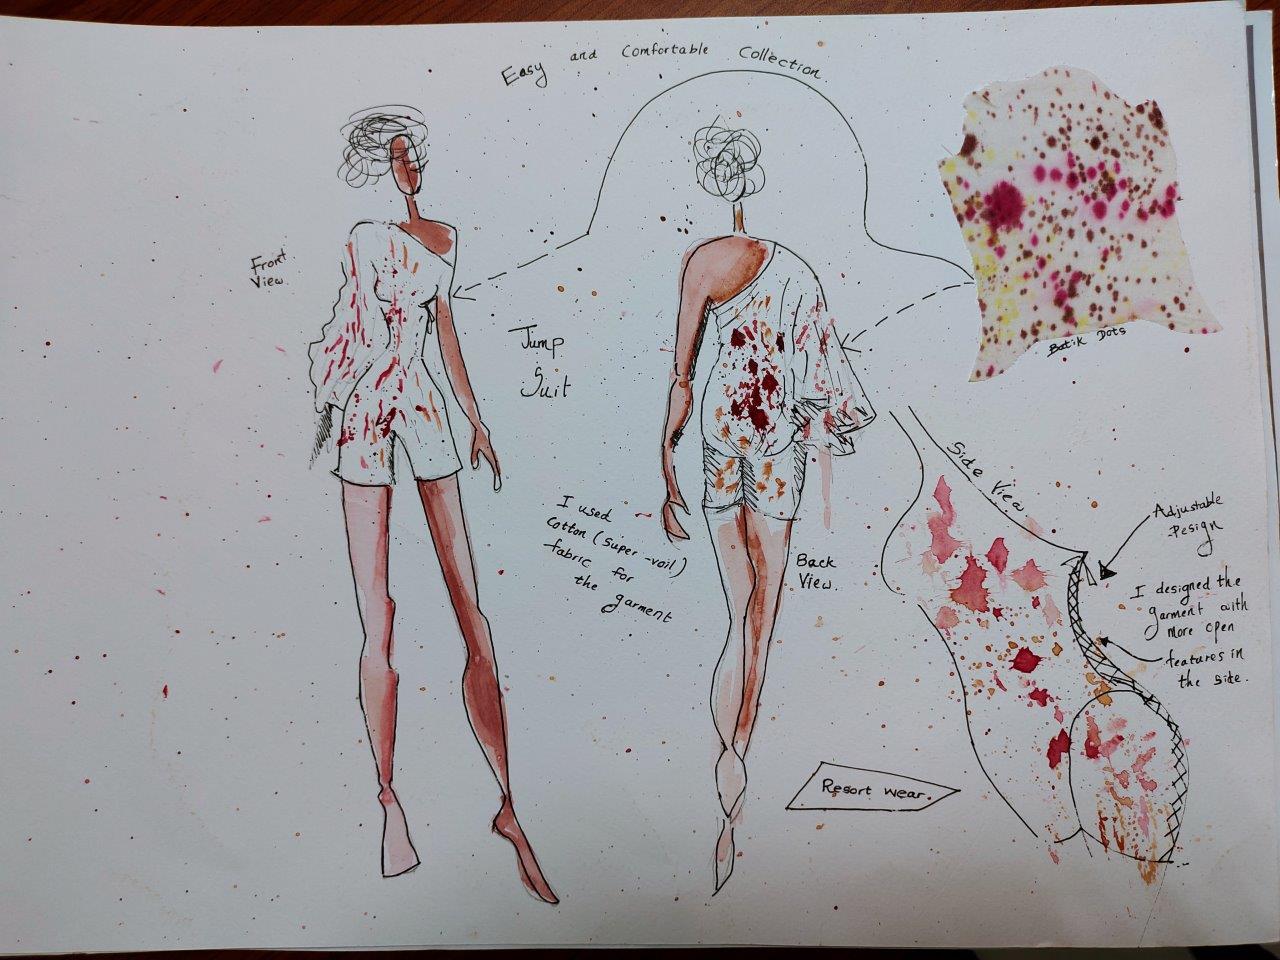 Easy and Comfortable Collection
Front
View.
Jump
Suit
Batik Dots
Side View
Adjustable
Design
I designed the
garment with
more open
features in
the side.
I used
cotton (super-voil)
fabric for
the garment
Back
View.
Resort wear.